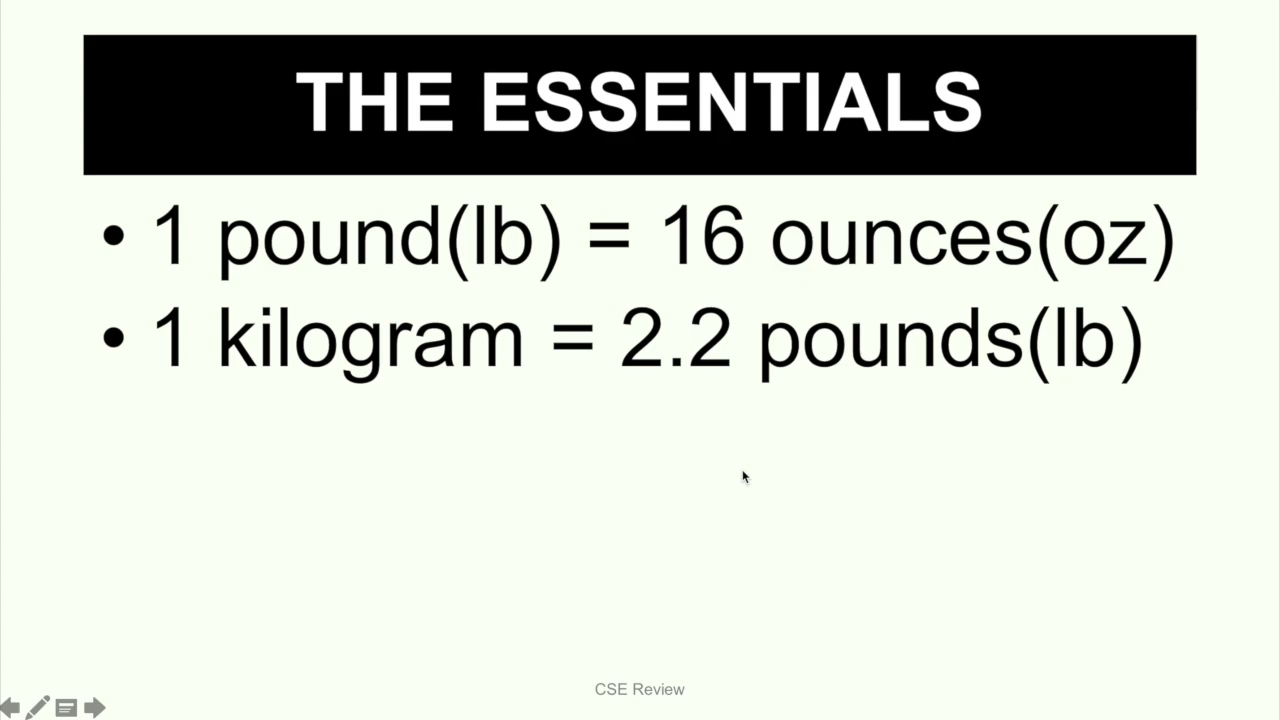 THE ESSENTIALS
• 1 pound(lb) = 16 ounces(oz)
• 1 kilogram = 2.2 pounds(lb)
CSE Review